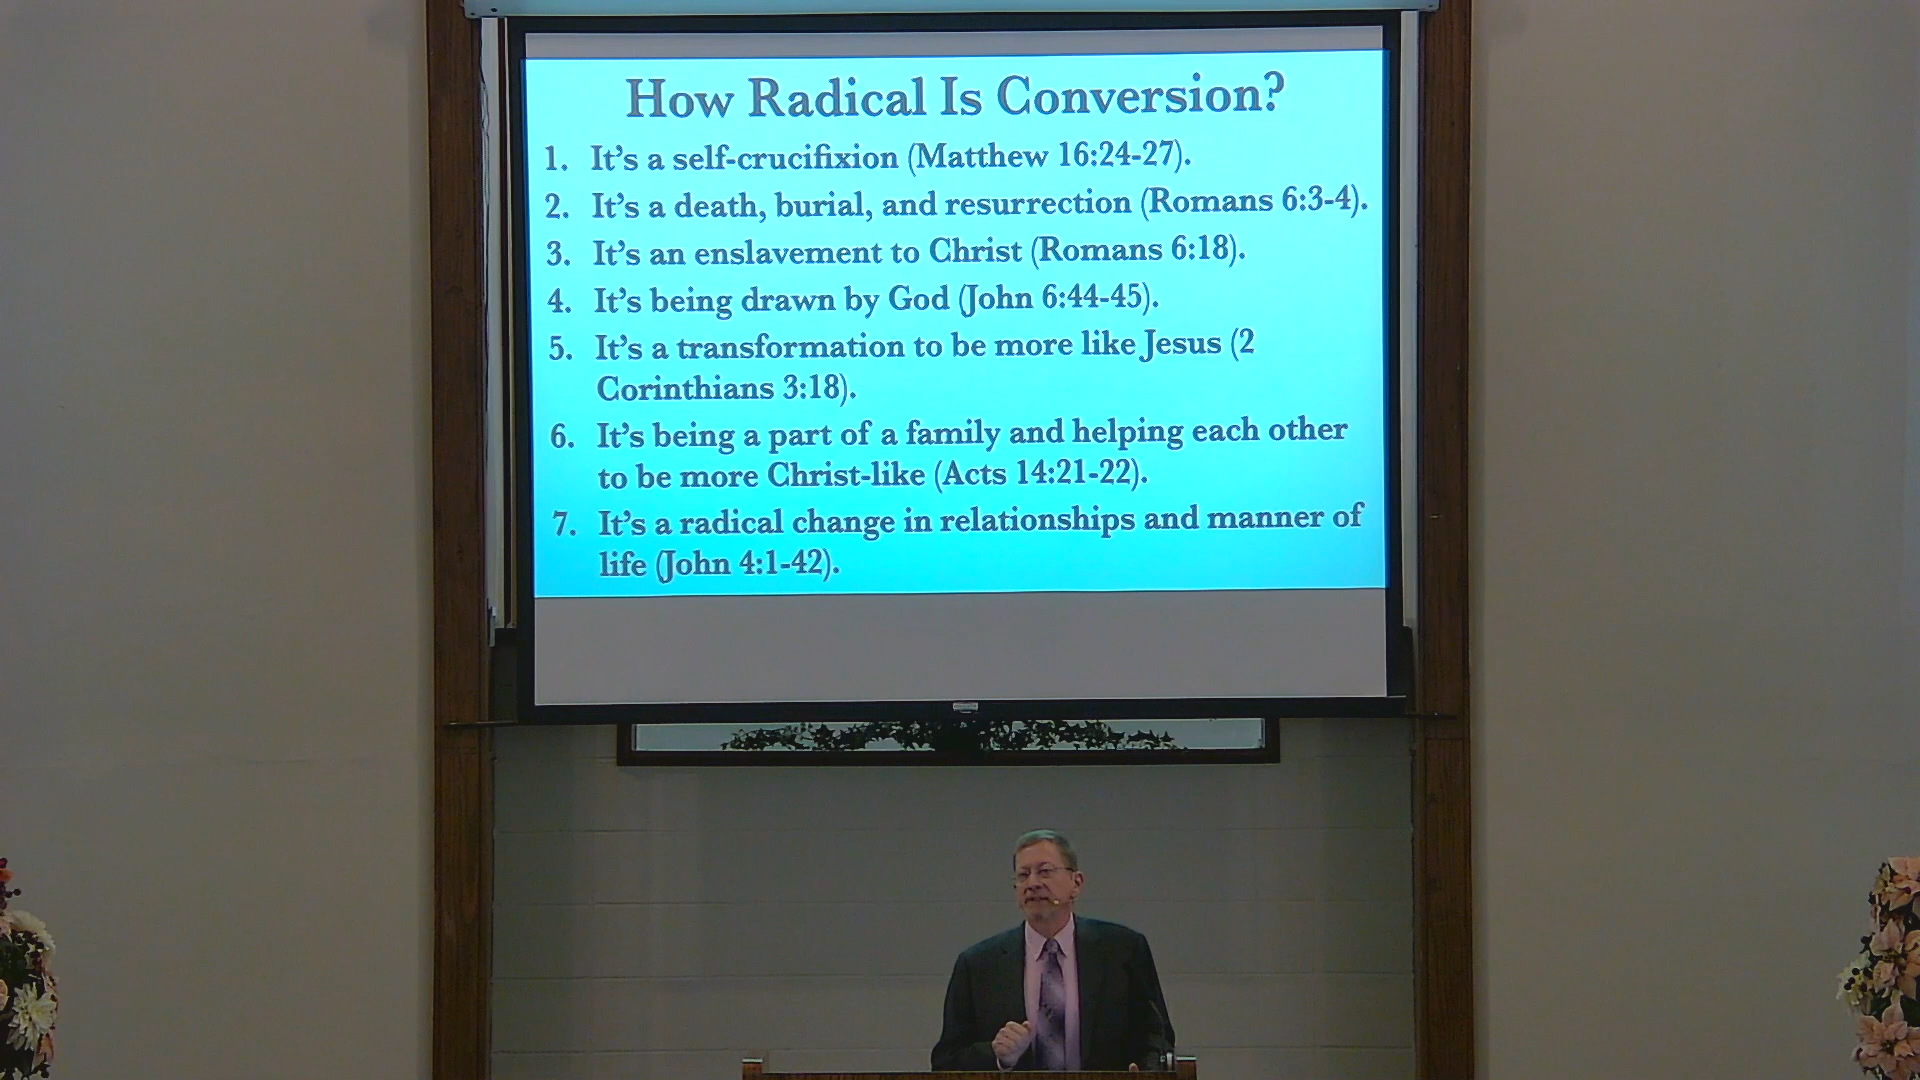 How Radical Is Conversion?
1. It's a self-crucifixion (Matthew 16:24-27).
2. It's a death, burial, and resurrection (Romans 6:3-4).
3. It's an enslavement to Christ (Romans 6:18).
4. It's being drawn by God (John 6:44-45).
5. It's a transformation to be more like Jesus (2
Corinthians 3:18).
6. It's being a part of a family and helping each other
to be more Christ-like (Acts 14:21-22).
7. It's a radical change in relationships and manner of
life (John 4:1-42).